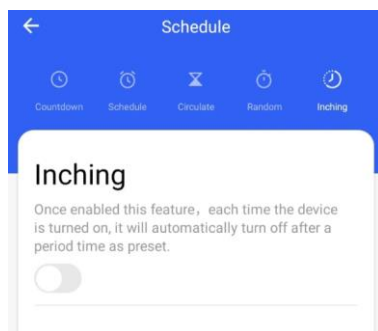 Schedule
Countdown Schedule Circulate Random Inching
Inching
Once enabled this feature，each time the device
is turned on, it will automatically turn off after a
period time as preset.